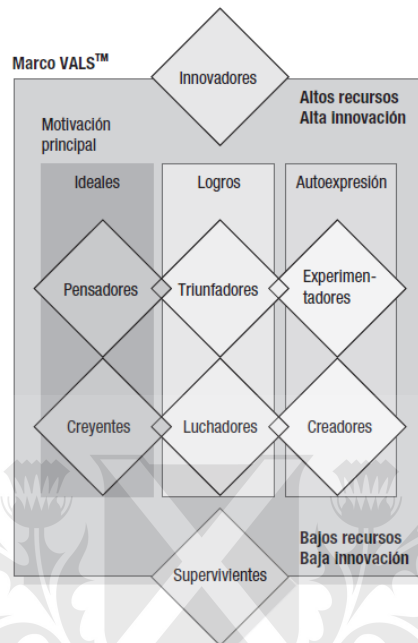 Marco VALS™
Innovadores
Altos recursos
Alta innovación
Motivación
principal
Ideales
Logros
Autoexpresión
Pensadores
Triunfadores
Experimen-
tadores
Creyentes
Luchadores
Creadores
Bajos recursos
Baja innovación
Supervivientes